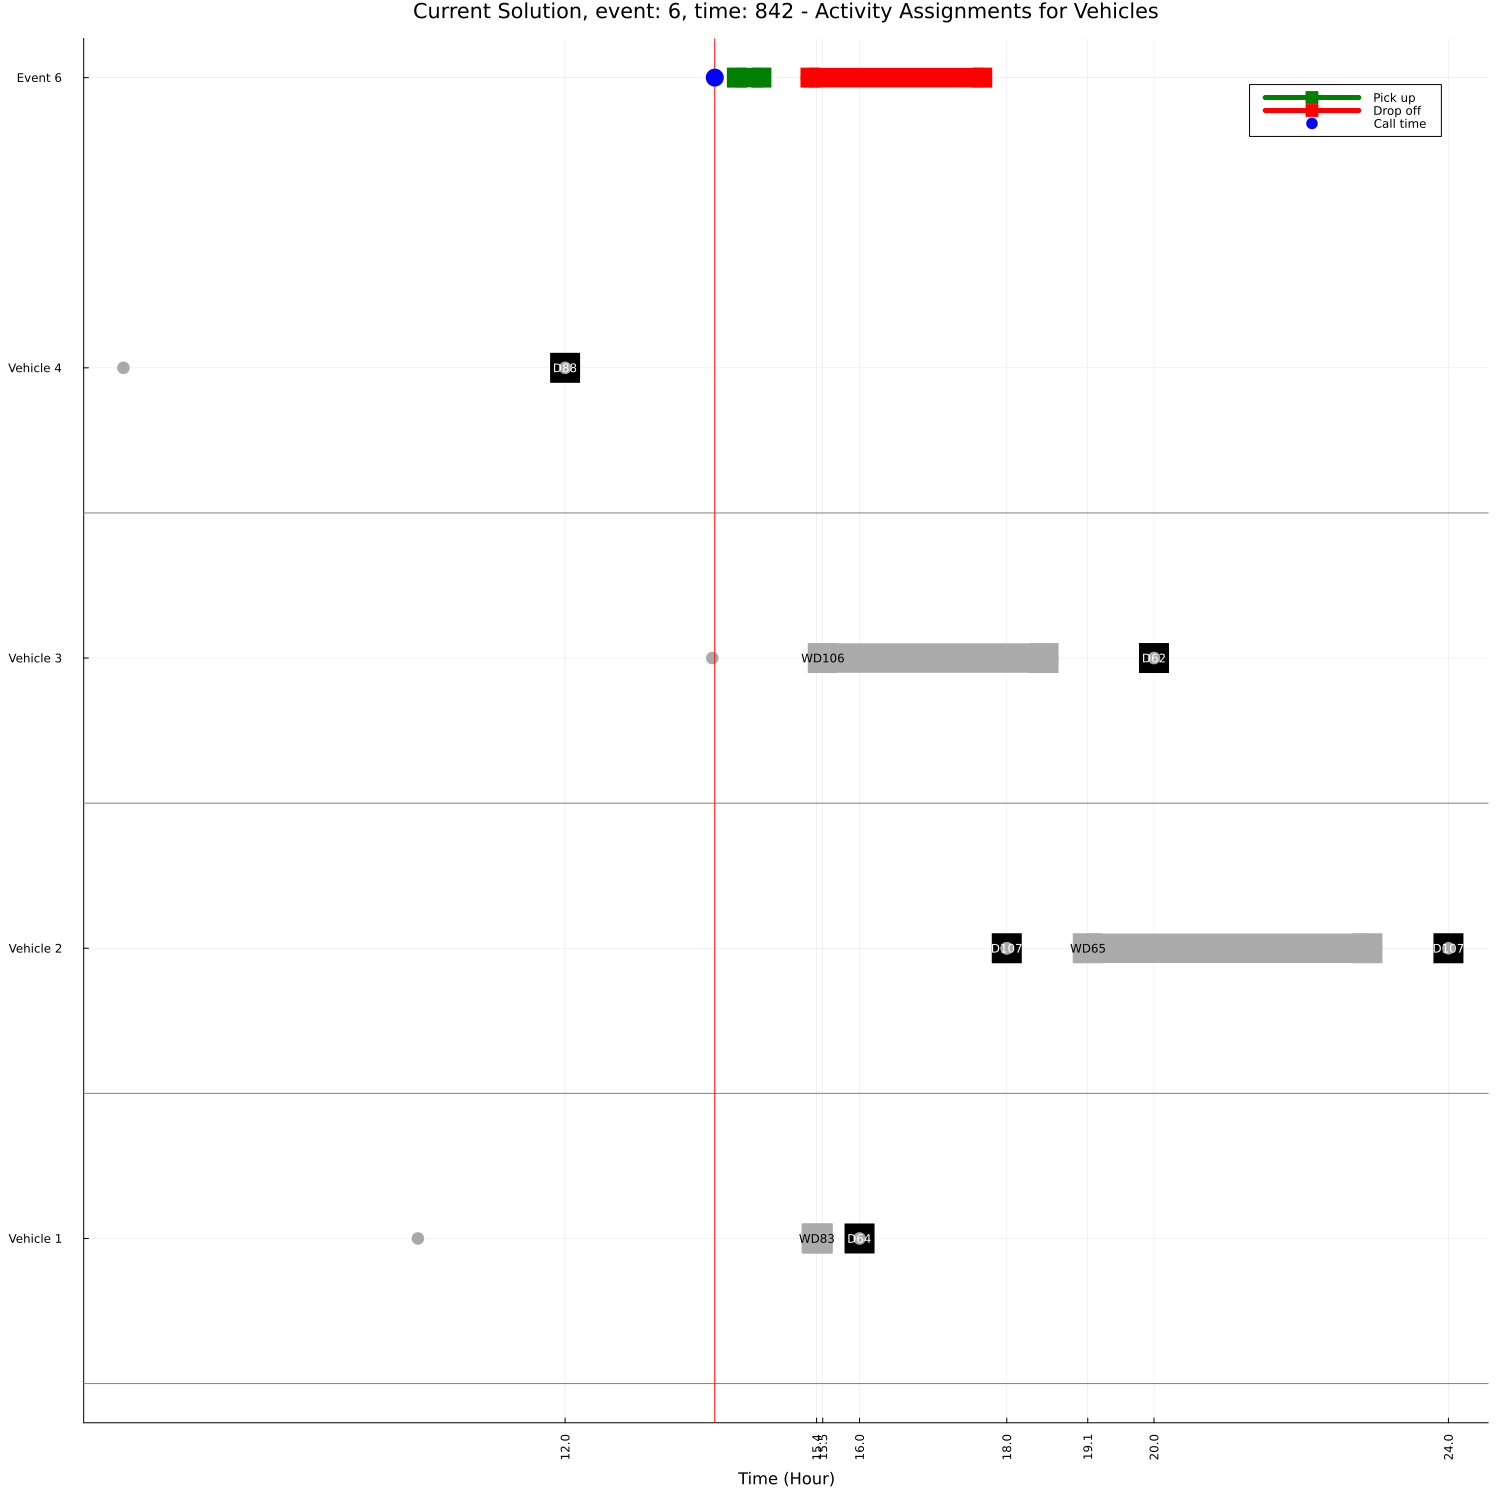 Current Solution, event: 6, time: 842 - Activity Assignments for Vehicles
Event 6
Pick up
Drop off
Call time
Vehicle 4
D88
Vehicle 3
WD106
D62
Vehicle 2
D107
WD65
D107
Vehicle 1
WD83
D64
12.0
15.4
15.5
16.0
18.0
19.1
20.0
24.0
Time (Hour)